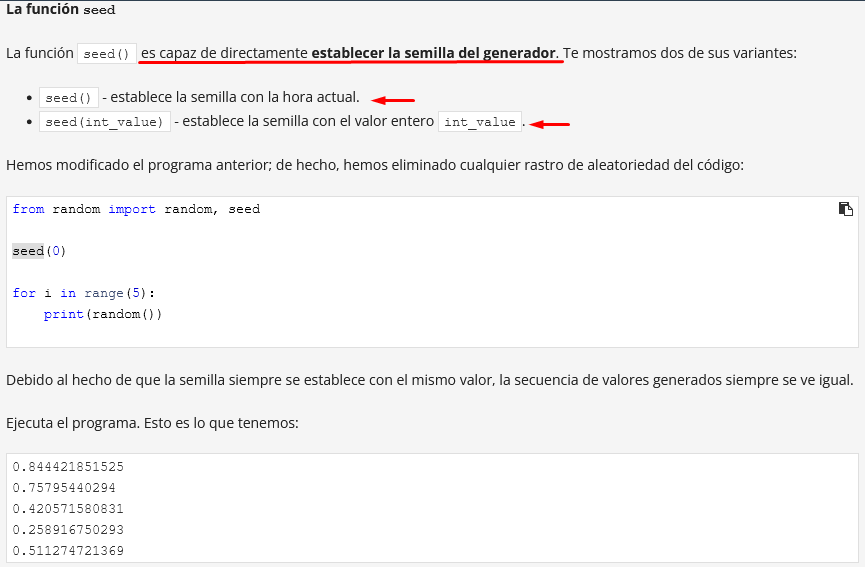 La función seed
La función seed() es capaz de directamente establecer la semilla del generador. Te mostramos dos de sus variantes:
• seed() - establece la semilla con la hora actual.
• seed(int_value) - establece la semilla con el valor entero int_value.
Hemos modificado el programa anterior; de hecho, hemos eliminado cualquier rastro de aleatoriedad del código:
from random import random, seed
seed(0)
for i in range(5):
    print(random())
Debido al hecho de que la semilla siempre se establece con el mismo valor, la secuencia de valores generados siempre se ve igual.
Ejecuta el programa. Esto es lo que tenemos:
0.844421851525
0.75795440294
0.420571580831
0.258916750293
0.511274721369